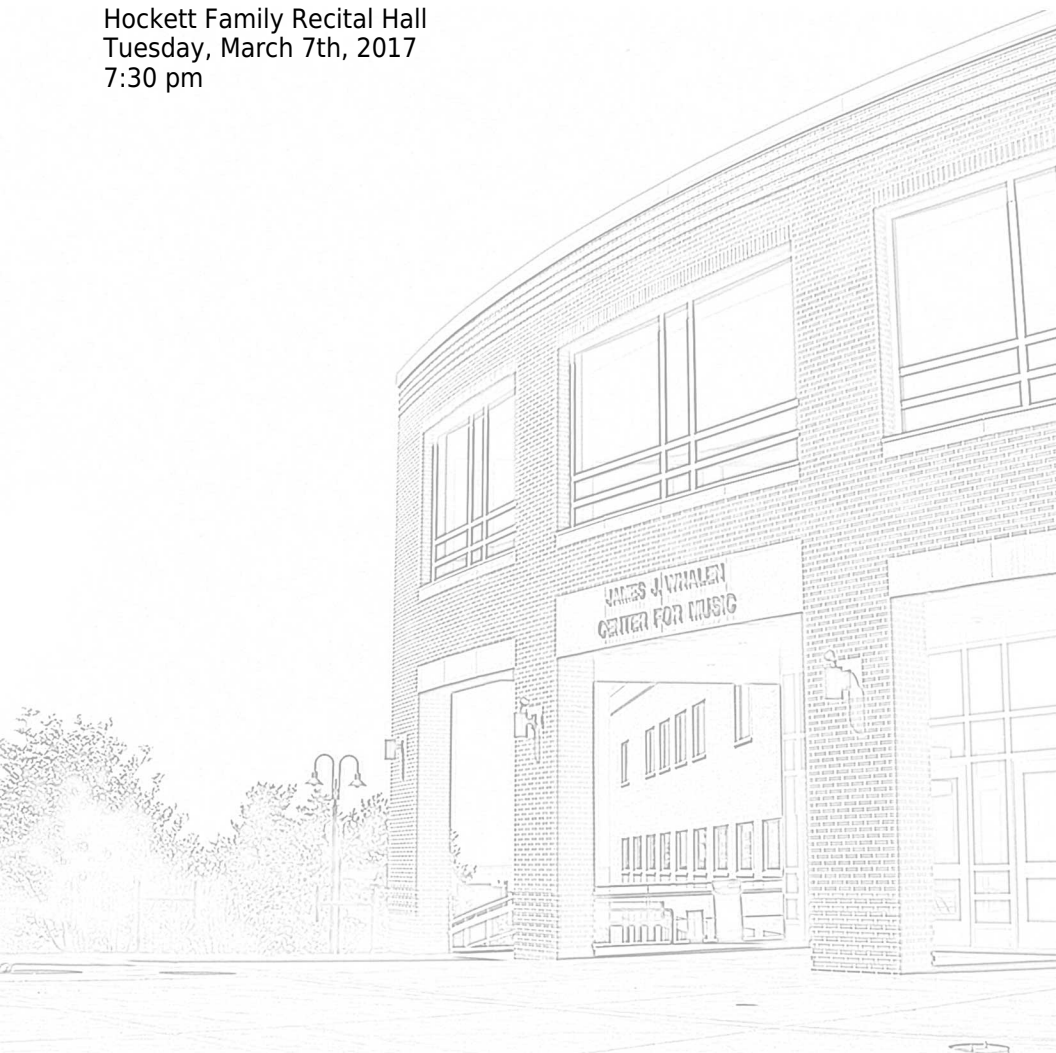 Hockett Family Recital Hall
Tuesday, March 7th, 2017
7:30 pm
JAMES J. WHALEN
CENTER FOR MUSIC